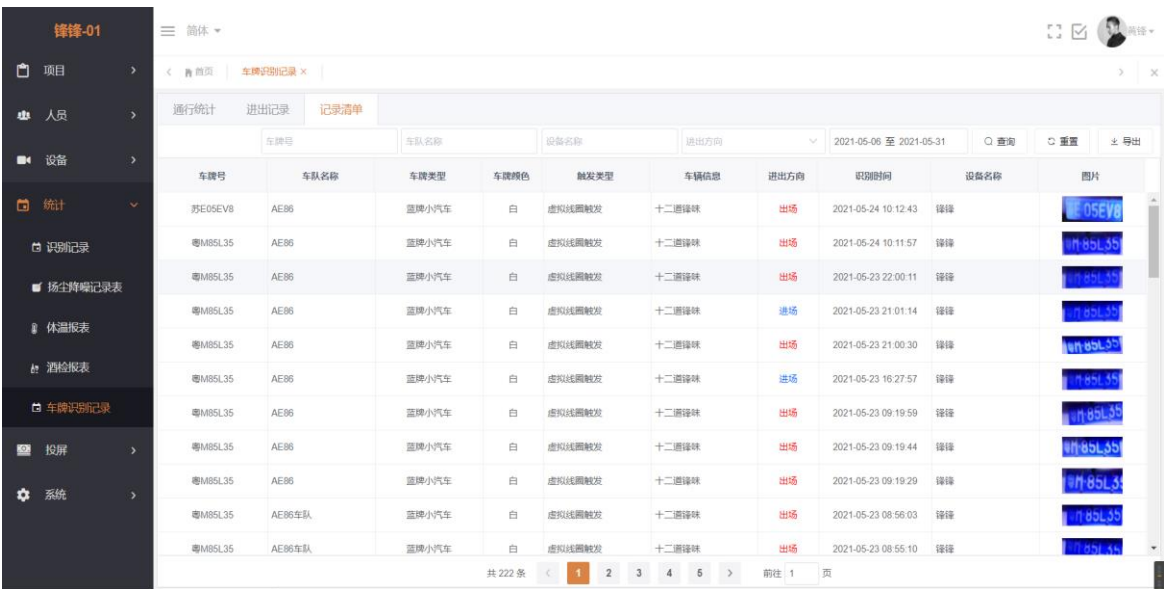 锋锋-01
简体
黄锋
项目
首页
车牌识别记录 ×
人员
通行统计 进出记录 记录清单
车牌号 车队名称 设备名称 进出方向 2021-05-06 至 2021-05-31 查询 重置 导出
设备
车牌号 车队名称 车牌类型 车牌颜色 触发类型 车辆信息 进出方向 识别时间 设备名称 图片
统计
苏E05EV8 AE86 蓝牌小汽车 白 虚拟线圈触发 十二道锋味 出场 2021-05-24 10:12:43 锋锋 E 05EV8
识别记录
粤M85L35 AE86 蓝牌小汽车 白 虚拟线圈触发 十二道锋味 出场 2021-05-24 10:11:57 锋锋 M·85L35
扬尘降噪记录表
粤M85L35 AE86 蓝牌小汽车 白 虚拟线圈触发 十二道锋味 出场 2021-05-23 22:00:11 锋锋 M·85L35
粤M85L35 AE86 蓝牌小汽车 白 虚拟线圈触发 十二道锋味 进场 2021-05-23 21:01:14 锋锋 M·85L35
体温报表
粤M85L35 AE86 蓝牌小汽车 白 虚拟线圈触发 十二道锋味 出场 2021-05-23 21:00:30 锋锋 M·85L35
酒检报表
粤M85L35 AE86 蓝牌小汽车 白 虚拟线圈触发 十二道锋味 进场 2021-05-23 16:27:57 锋锋 M·85L35
车牌识别记录
粤M85L35 AE86 蓝牌小汽车 白 虚拟线圈触发 十二道锋味 出场 2021-05-23 09:19:59 锋锋 M·85L35
投屏
粤M85L35 AE86 蓝牌小汽车 白 虚拟线圈触发 十二道锋味 出场 2021-05-23 09:19:44 锋锋 M·85L35
粤M85L35 AE86 蓝牌小汽车 白 虚拟线圈触发 十二道锋味 出场 2021-05-23 09:19:29 锋锋 M·85L35
系统
粤M85L35 AE86车队 蓝牌小汽车 白 虚拟线圈触发 十二道锋味 出场 2021-05-23 08:56:03 锋锋 M·85L35
粤M85L35 AE86车队 蓝牌小汽车 白 虚拟线圈触发 十二道锋味 出场 2021-05-23 08:55:10 锋锋 M·85L35
共 222 条 < 1 2 3 4 5 > 前往 1 页